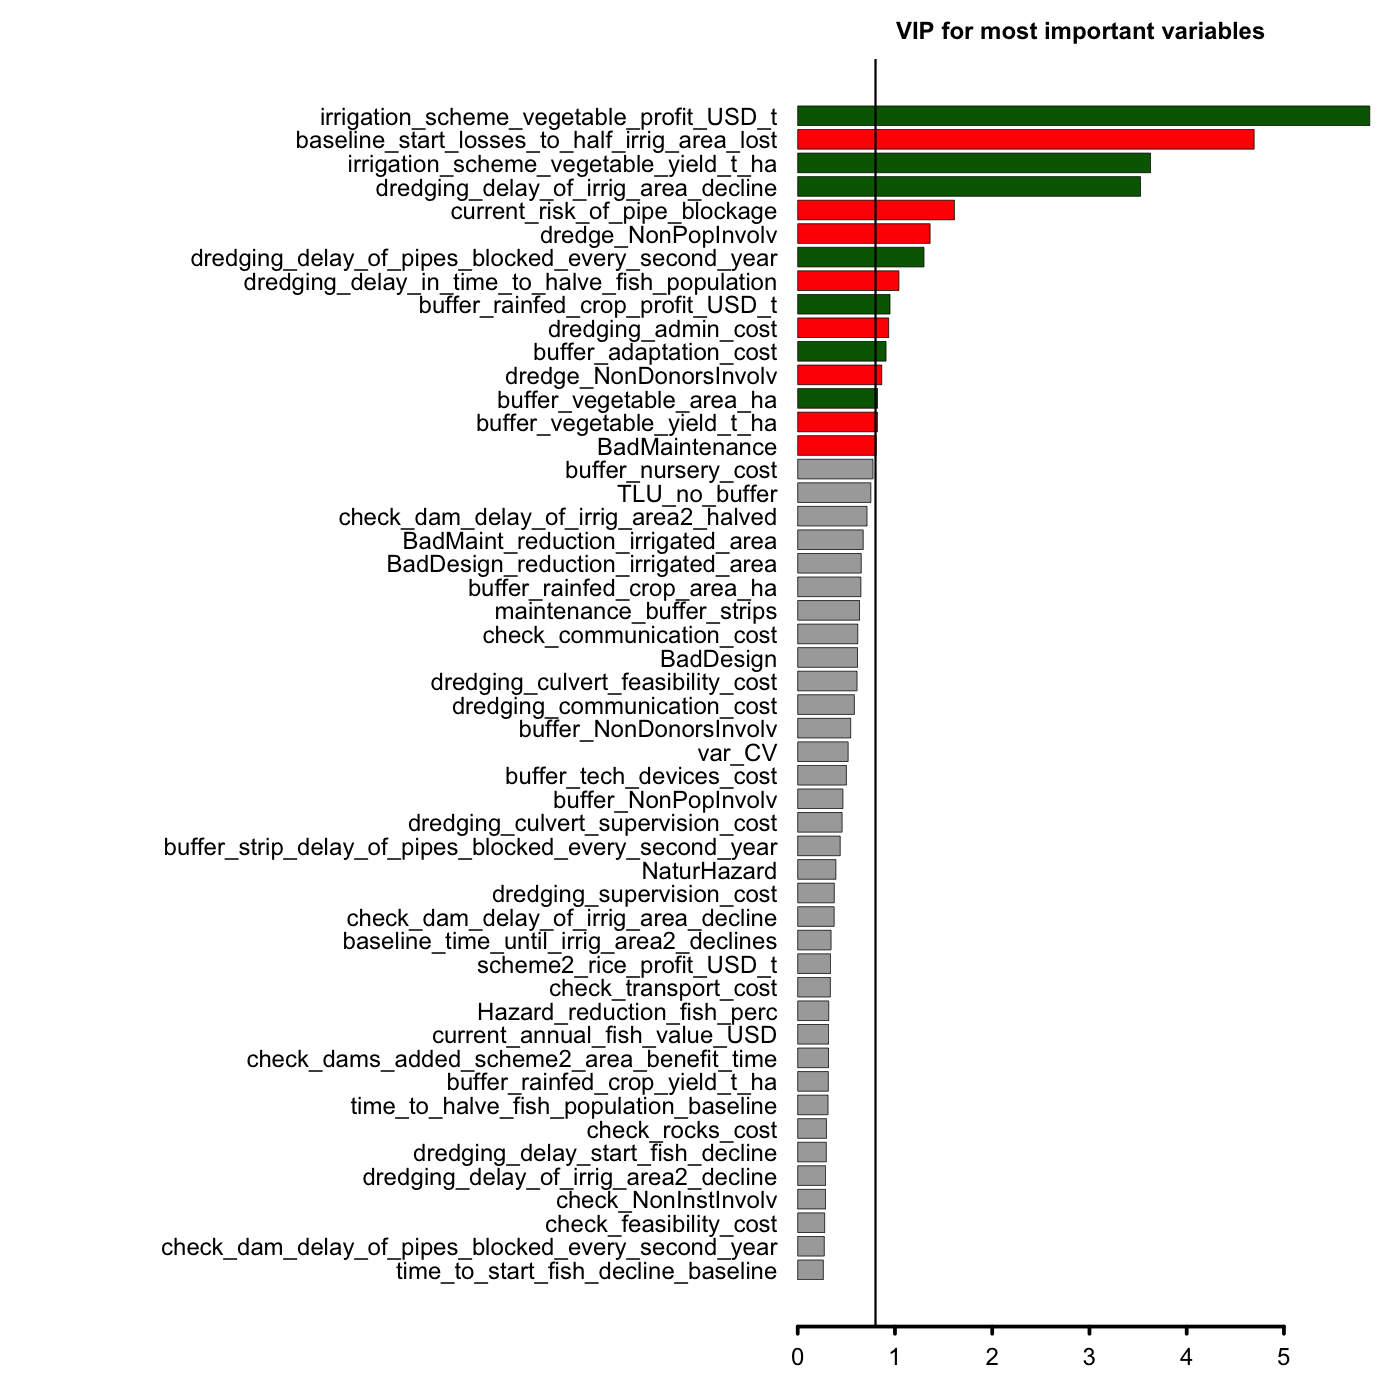 VIP for most important variables
irrigation_scheme_vegetable_profit_USD_t
baseline_start_losses_to_half_irrig_area_lost
irrigation_scheme_vegetable_yield_t_ha
dredging_delay_of_irrig_area_decline
current_risk_of_pipe_blockage
dredge_NonPopInvolv
dredging_delay_of_pipes_blocked_every_second_year
dredging_delay_in_time_to_halve_fish_population
buffer_rainfed_crop_profit_USD_t
dredging_admin_cost
buffer_adaptation_cost
dredge_NonDonorsInvolv
buffer_vegetable_area_ha
buffer_vegetable_yield_t_ha
BadMaintenance
buffer_nursery_cost
TLU_no_buffer
check_dam_delay_of_irrig_area2_halved
BadMaint_reduction_irrigated_area
BadDesign_reduction_irrigated_area
buffer_rainfed_crop_area_ha
maintenance_buffer_strips
check_communication_cost
BadDesign
dredging_culvert_feasibility_cost
dredging_communication_cost
buffer_NonDonorsInvolv
var_CV
buffer_tech_devices_cost
buffer_NonPopInvolv
dredging_culvert_supervision_cost
buffer_strip_delay_of_pipes_blocked_every_second_year
NaturHazard
dredging_supervision_cost
check_dam_delay_of_irrig_area_decline
baseline_time_until_irrig_area2_declines
scheme2_rice_profit_USD_t
check_transport_cost
Hazard_reduction_fish_perc
current_annual_fish_value_USD
check_dams_added_scheme2_area_benefit_time
buffer_rainfed_crop_yield_t_ha
time_to_halve_fish_population_baseline
check_rocks_cost
dredging_delay_start_fish_decline
dredging_delay_of_irrig_area2_decline
check_NonInstInvolv
check_feasibility_cost
check_dam_delay_of_pipes_blocked_every_second_year
time_to_start_fish_decline_baseline
0 1 2 3 4 5